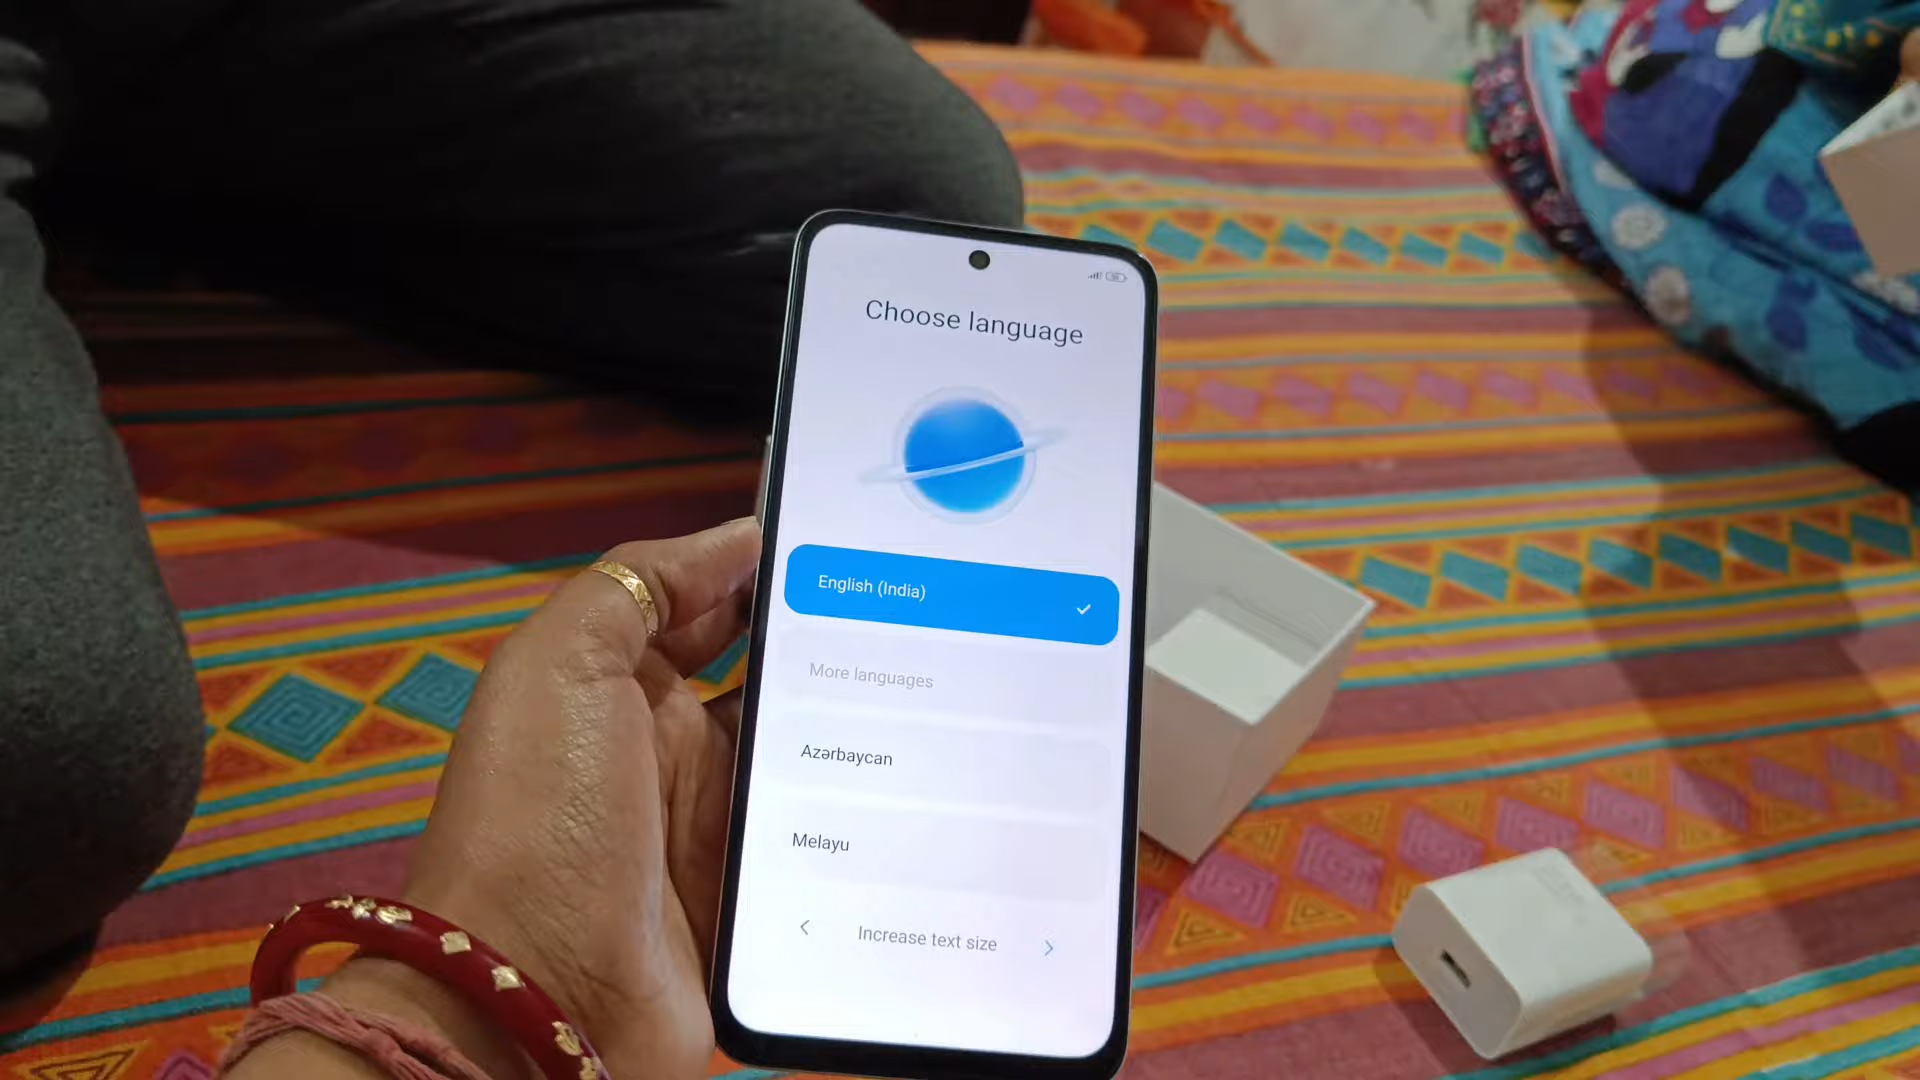 Choose language
English (India)
More languages
Azərbaycan
Melayu
Increase text size